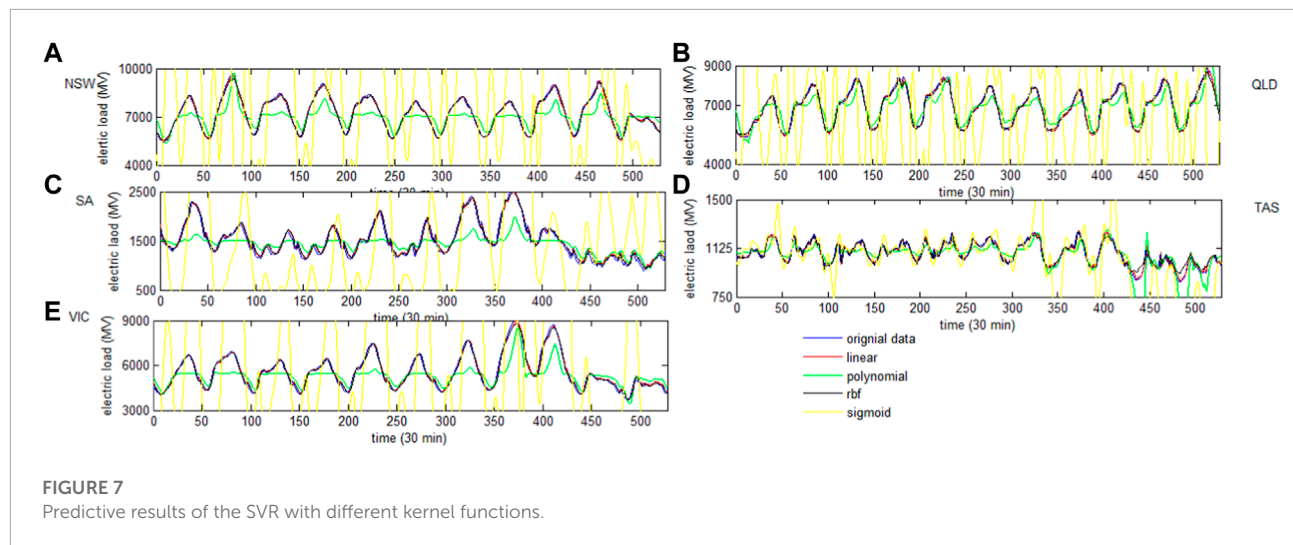 A
NSW
elertric load (MV)
10000
7000
4000
0 50 100 150 200 250 300 350 400 450 500
time (30 min)
B
QLD
electric load (MV)
9000
7000
4000
0 50 100 150 200 250 300 350 400 450 500
time (30 min)
C
SA
electric laod (MV)
2500
1500
500
0 50 100 150 200 250 300 350 400 450 500
time (30 min)
D
TAS
electric load (MV)
1500
1125
750
0 50 100 150 200 250 300 350 400 450 500
E
VIC
electric load (MV)
9000
6000
3000
0 50 100 150 200 250 300 350 400 450 500
time (30 min)
orignial data
linear
polynomial
rbf
sigmoid
FIGURE 7
Predictive results of the SVR with different kernel functions.